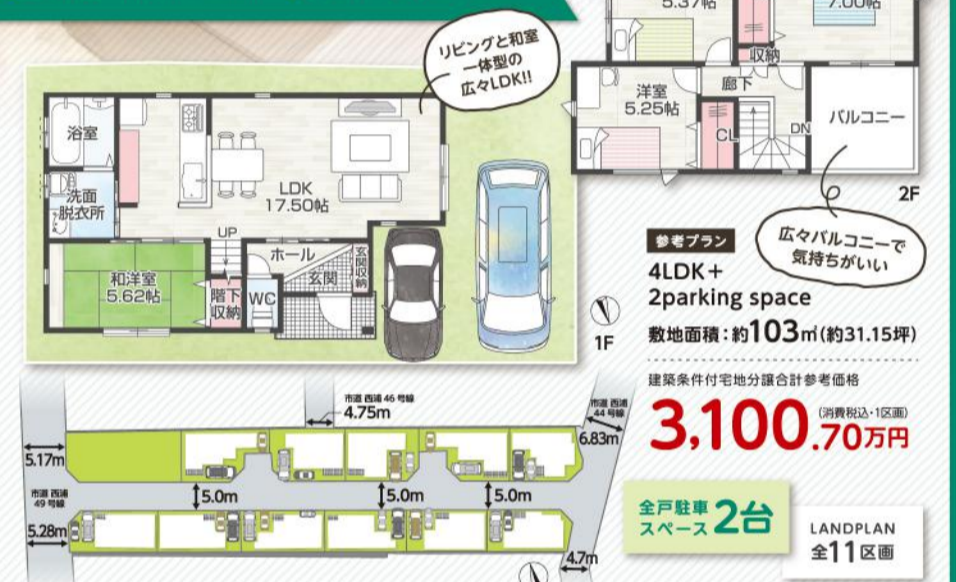 5.37帖
7.00帖
収納
廊下
洋室
5.25帖
CL
DN
バルコニー
2F
リビングと和室
一体型の
広々LDK!!
浴室
洗面
脱衣所
LDK
17.50帖
UP
ホール
玄関
玄関収納
和洋室
5.62帖
階下
収納
WC
1F
広々バルコニーで
気持ちがいい
参考プラン
4LDK+
2parking space
敷地面積:約103㎡(約31.15坪)
建築条件付宅地分譲合計参考価格
3,100.70万円
(消費税込・1区画)
市道 西浦 46 号線
4.75m
市道 西浦
44 号線
6.83m
5.17m
市道 西浦
49 号線
5.28m
5.0m
5.0m
5.0m
4.7m
全戸駐車
スペース2台
LANDPLAN
全11区画